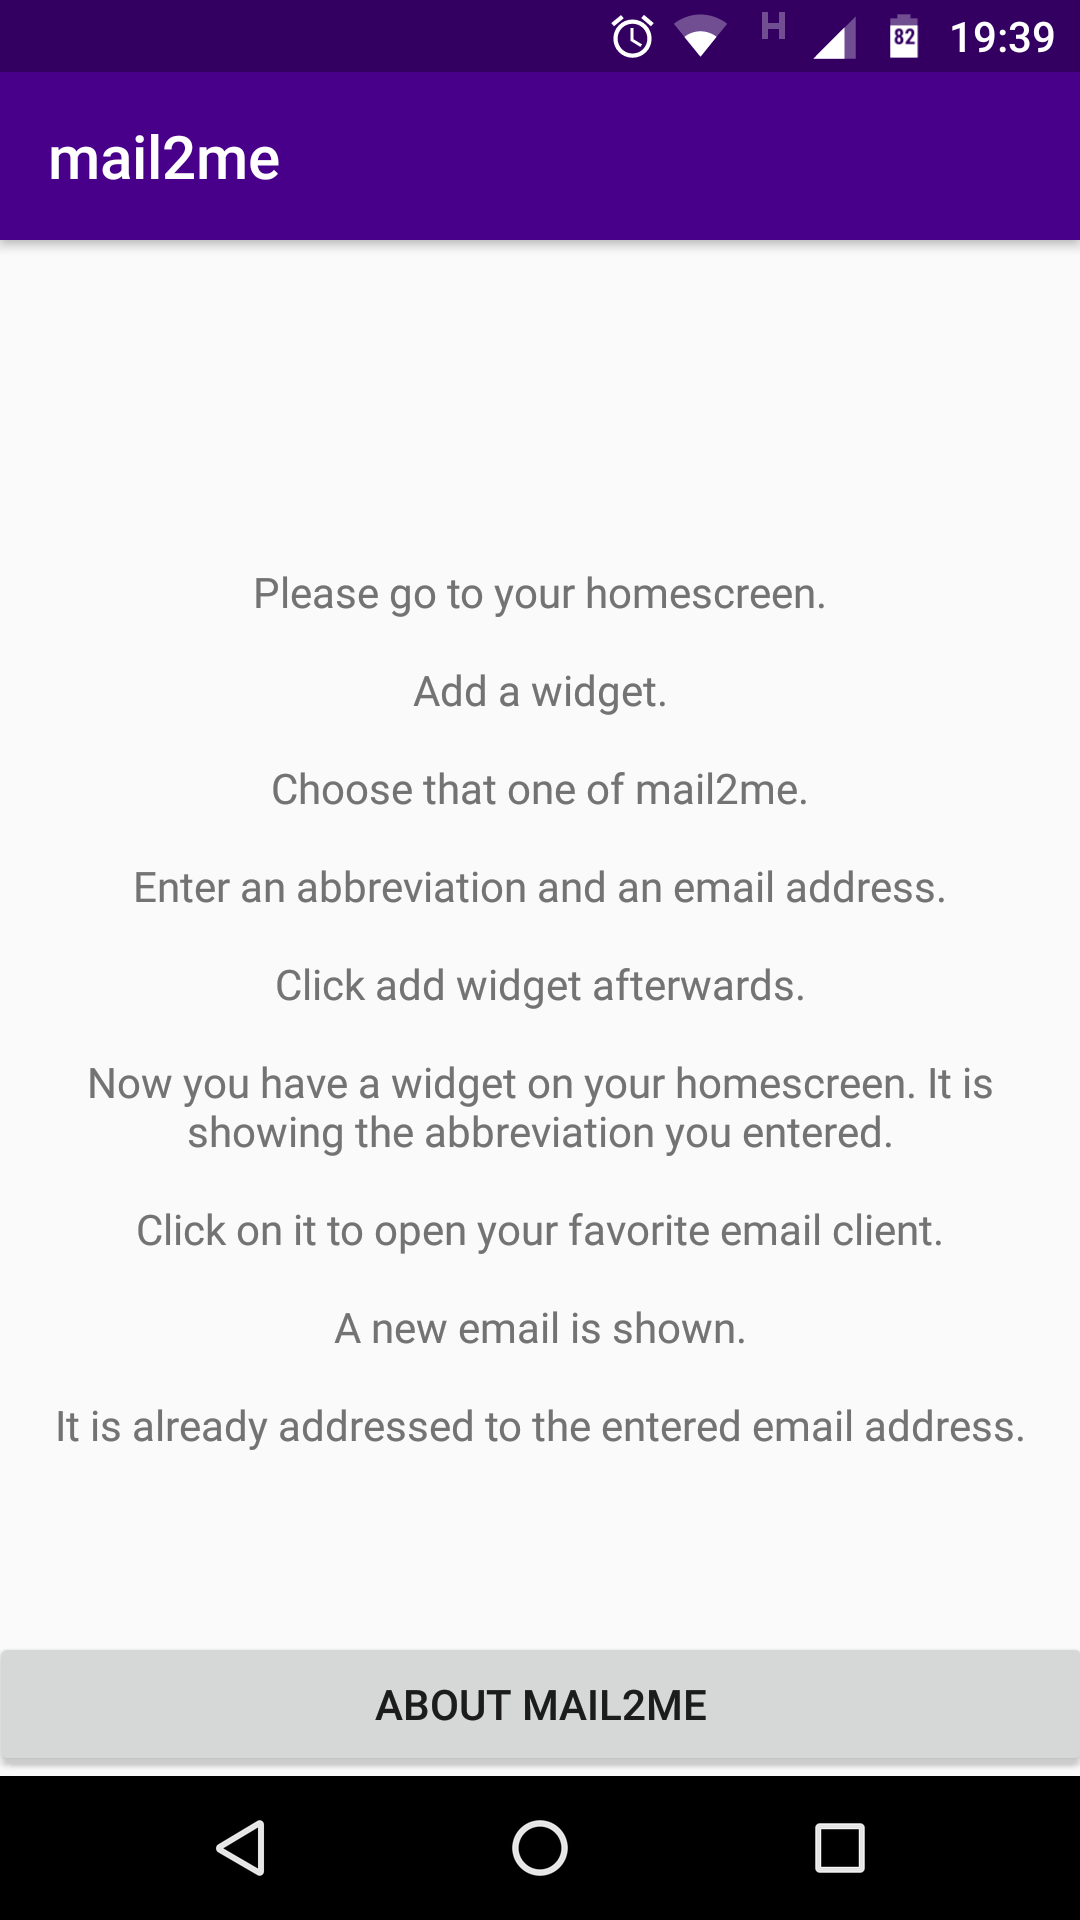 H 82 19:39
mail2me
Please go to your homescreen.
Add a widget.
Choose that one of mail2me.
Enter an abbreviation and an email address.
Click add widget afterwards.
Now you have a widget on your homescreen. It is
showing the abbreviation you entered.
Click on it to open your favorite email client.
A new email is shown.
It is already addressed to the entered email address.
ABOUT MAIL2ME